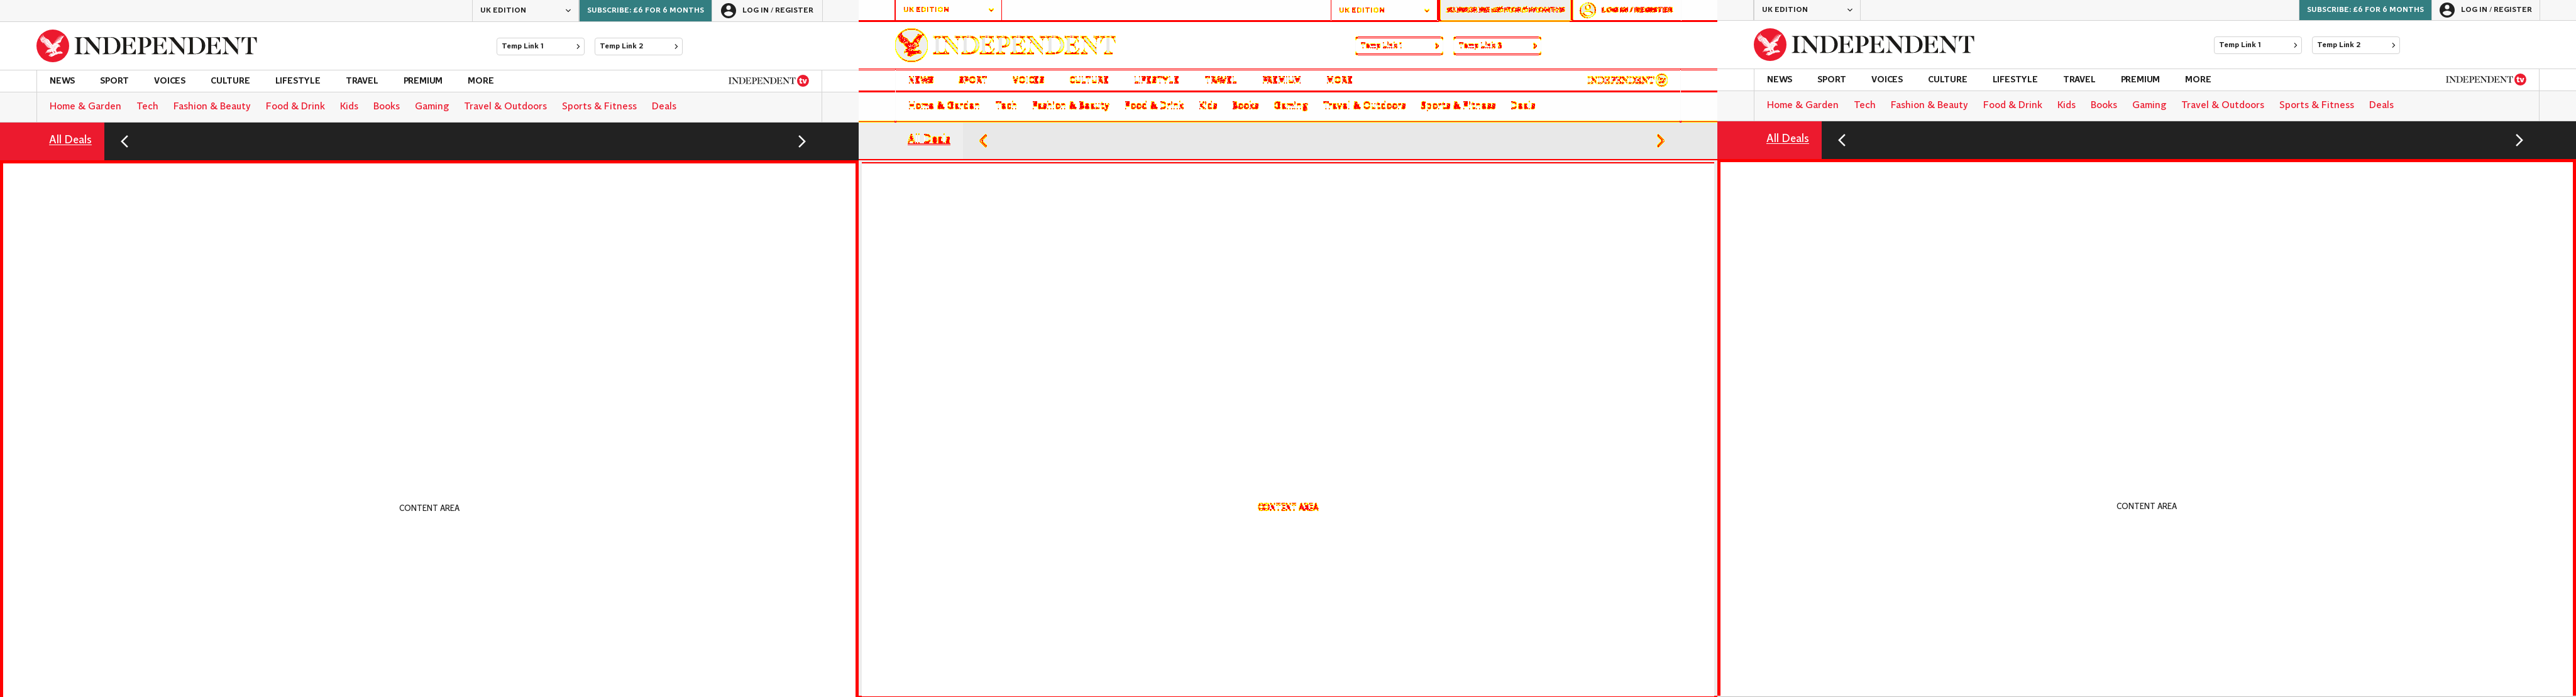 UK EDITION SUBSCRIBE: £6 FOR 6 MONTHS LOG IN / REGISTER
INDEPENDENT Temp Link 1 Temp Link 2
NEWS SPORT VOICES CULTURE LIFESTYLE TRAVEL PREMIUM MORE INDEPENDENT tv
Home & Garden Tech Fashion & Beauty Food & Drink Kids Books Gaming Travel & Outdoors Sports & Fitness Deals
All Deals
CONTENT AREA
UK EDITION UK EDITION LOG IN / REGISTER
INDEPENDENT Temp Link 1
NEWS SPORT VOICES CULTURE LIFESTYLE TRAVEL PREMIUM MORE INDEPENDENT
Home & Garden Tech Fashion & Beauty Food & Drink Kids Books Gaming Travel & Outdoors Sports & Fitness Deals
All Deals
CONTENT AREA
UK EDITION SUBSCRIBE: £6 FOR 6 MONTHS LOG IN / REGISTER
INDEPENDENT Temp Link 1 Temp Link 2
NEWS SPORT VOICES CULTURE LIFESTYLE TRAVEL PREMIUM MORE INDEPENDENT tv
Home & Garden Tech Fashion & Beauty Food & Drink Kids Books Gaming Travel & Outdoors Sports & Fitness Deals
All Deals
CONTENT AREA